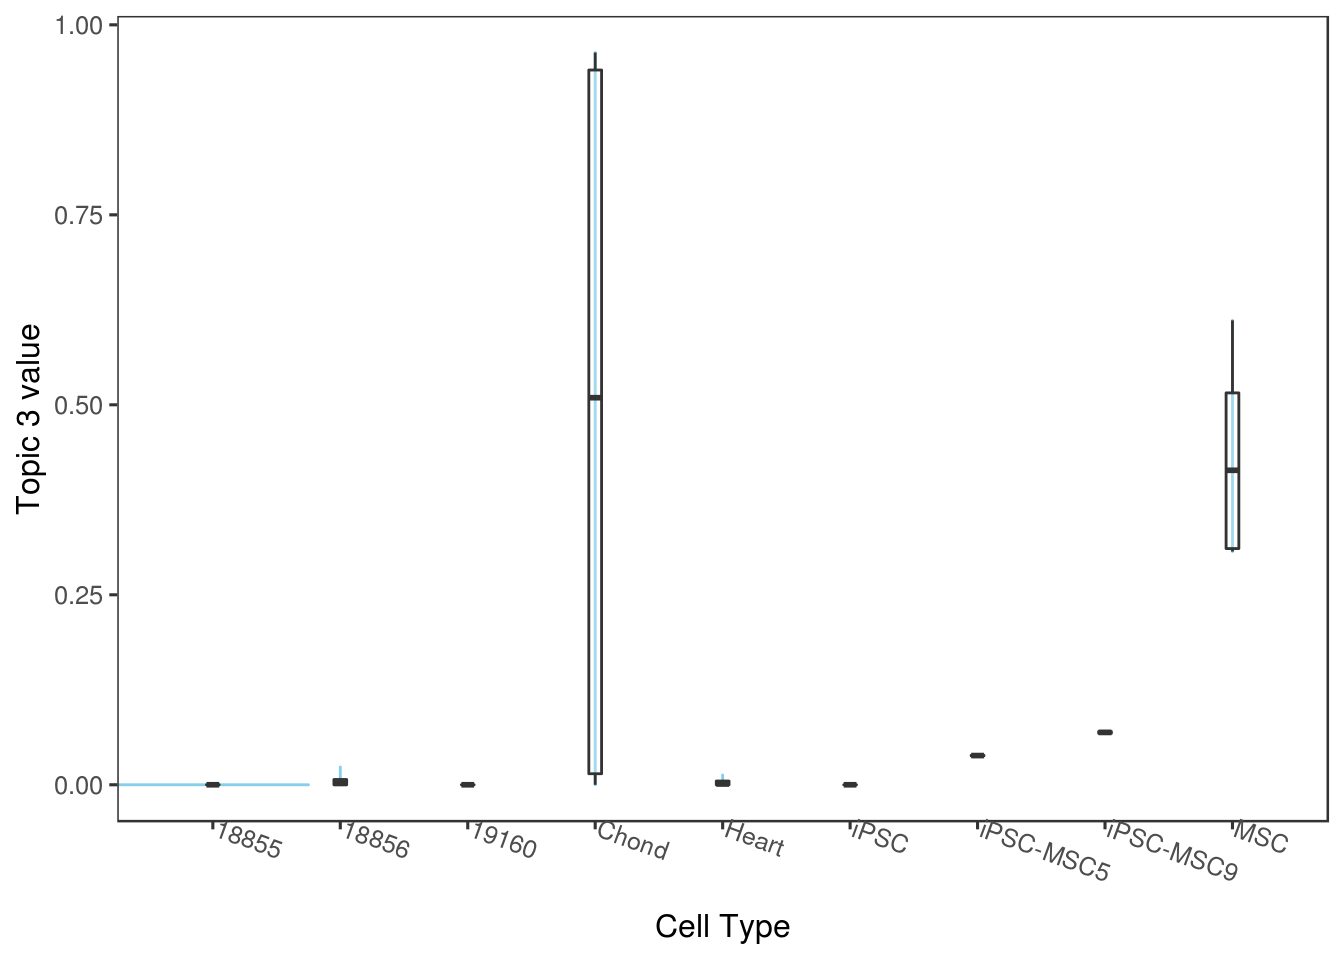 1.00
0.75
0.50
0.25
0.00
Topic 3 value
18855
18856
19160
Chond
Heart
iPSC
iPSC-MSC5
iPSC-MSC9
MSC
Cell Type